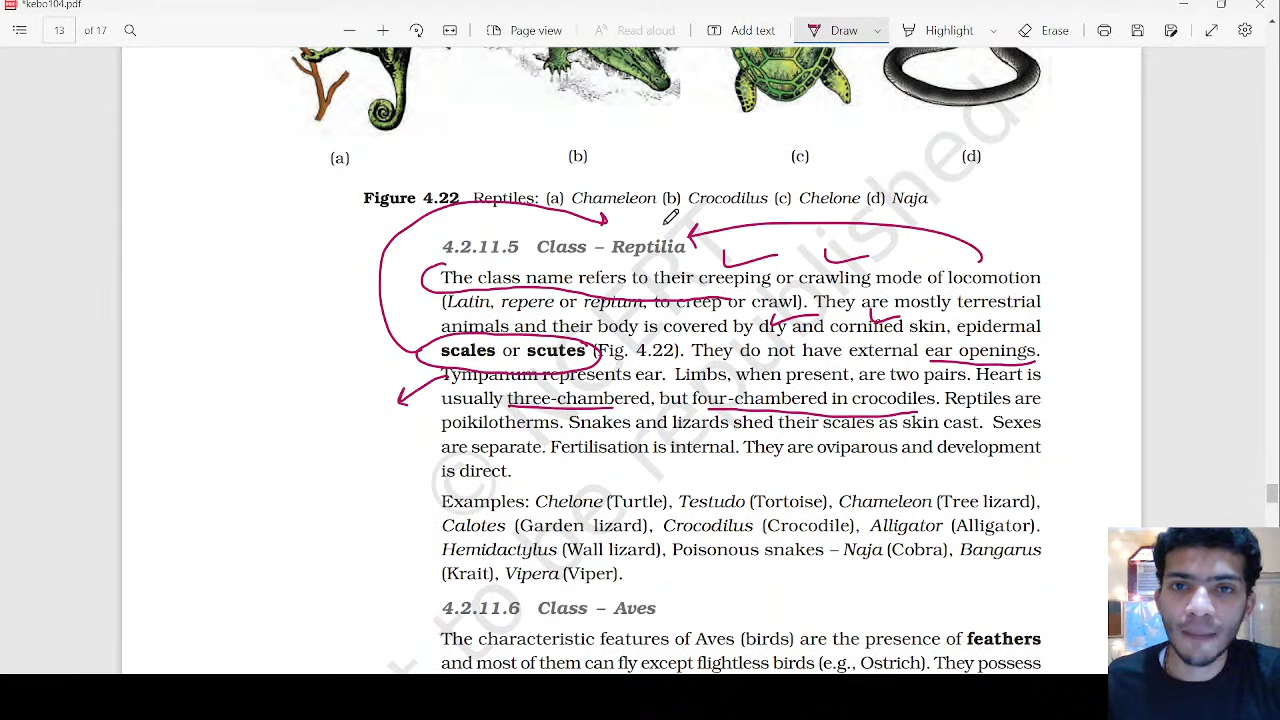 *kebo104.pdf
13 of 17 Page view Read aloud Add text Draw Highlight Erase
(a) (b) (c) (d)
Figure 4.22 Reptiles: (a) Chameleon (b) Crocodilus (c) Chelone (d) Naja
4.2.11.5 Class – Reptilia
The class name refers to their creeping or crawling mode of locomotion
(Latin, repere or reptum, to creep or crawl). They are mostly terrestrial
animals and their body is covered by dry and cornified skin, epidermal
scales or scutes (Fig. 4.22). They do not have external ear openings.
Tympanum represents ear. Limbs, when present, are two pairs. Heart is
usually three-chambered, but four-chambered in crocodiles. Reptiles are
poikilotherms. Snakes and lizards shed their scales as skin cast. Sexes
are separate. Fertilisation is internal. They are oviparous and development
is direct.
Examples: Chelone (Turtle), Testudo (Tortoise), Chameleon (Tree lizard),
Calotes (Garden lizard), Crocodilus (Crocodile), Alligator (Alligator).
Hemidactylus (Wall lizard), Poisonous snakes – Naja (Cobra), Bangarus
(Krait), Vipera (Viper).
4.2.11.6 Class – Aves
The characteristic features of Aves (birds) are the presence of feathers
and most of them can fly except flightless birds (e.g., Ostrich). They possess
© NCERT
not to be republished